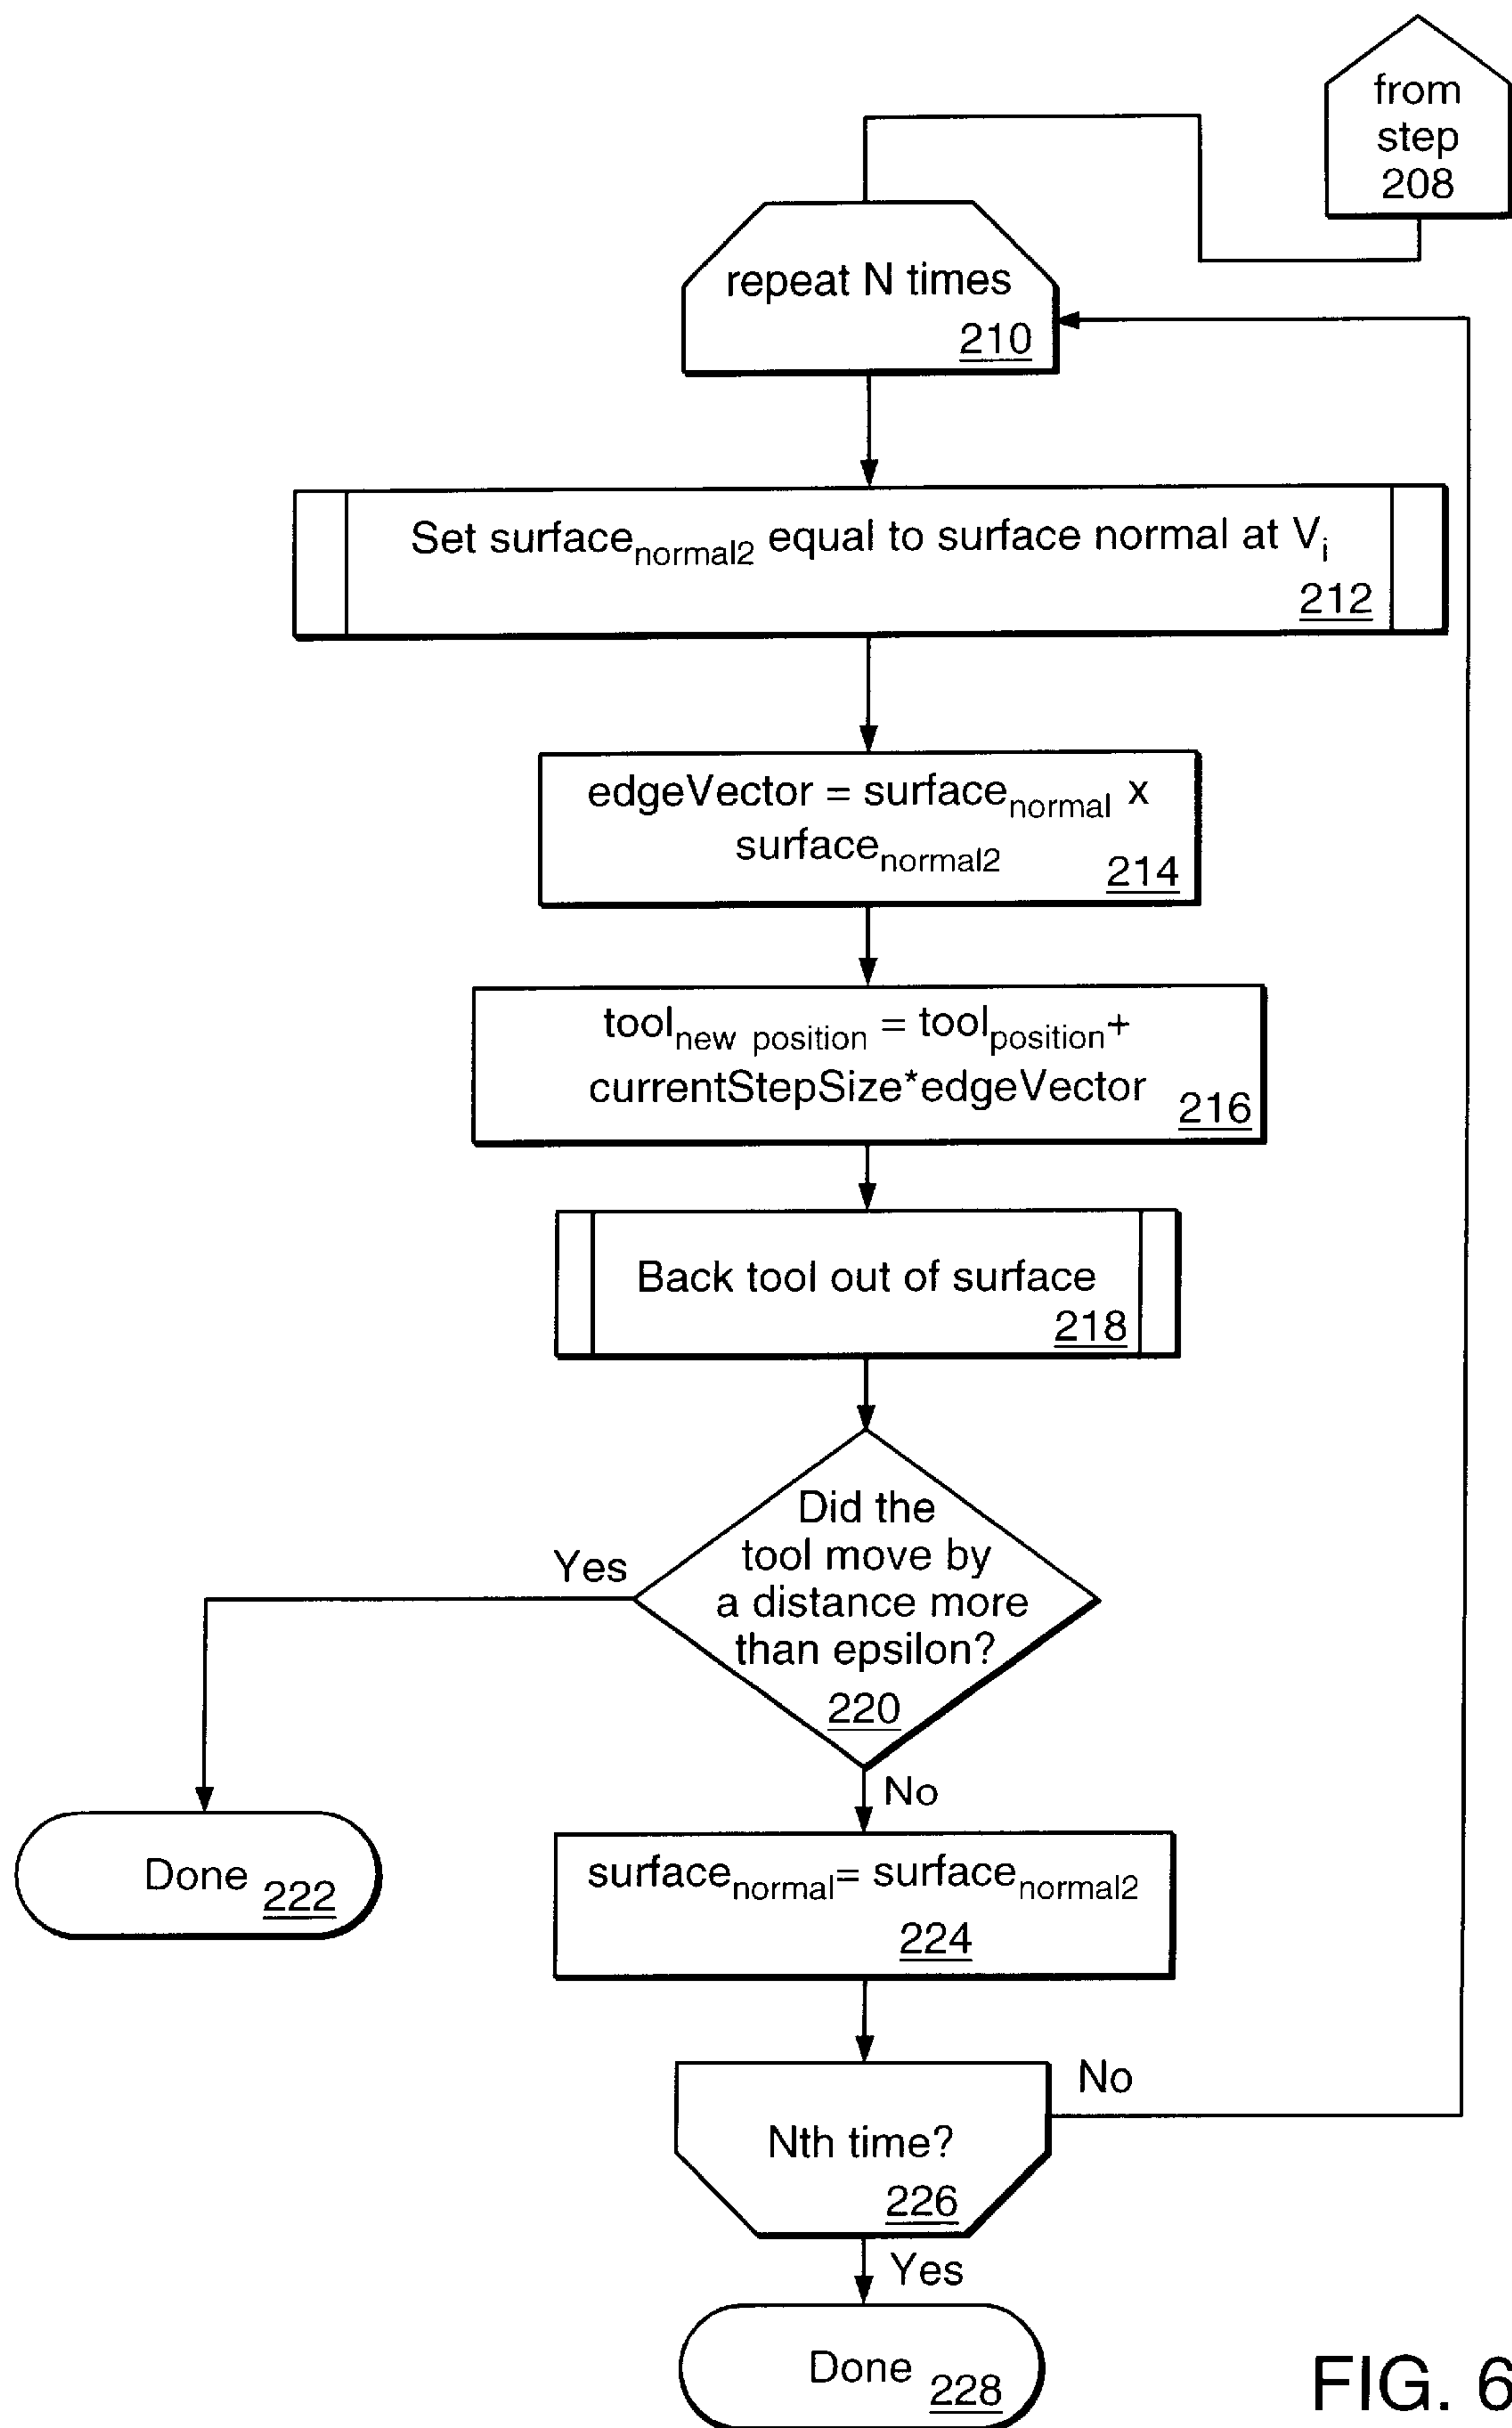 from
step
208
repeat N times
210
Set surface_normal2 equal to surface normal at V_i
212
edgeVector = surface_normal x
surface_normal2
214
tool_new position = tool_position+
currentStepSize*edgeVector
216
Back tool out of surface
218
Did the
tool move by
a distance more
than epsilon?
220
Yes
No
Done 222
surface_normal= surface_normal2
224
Nth time?
226
No
Yes
Done 228
FIG. 6